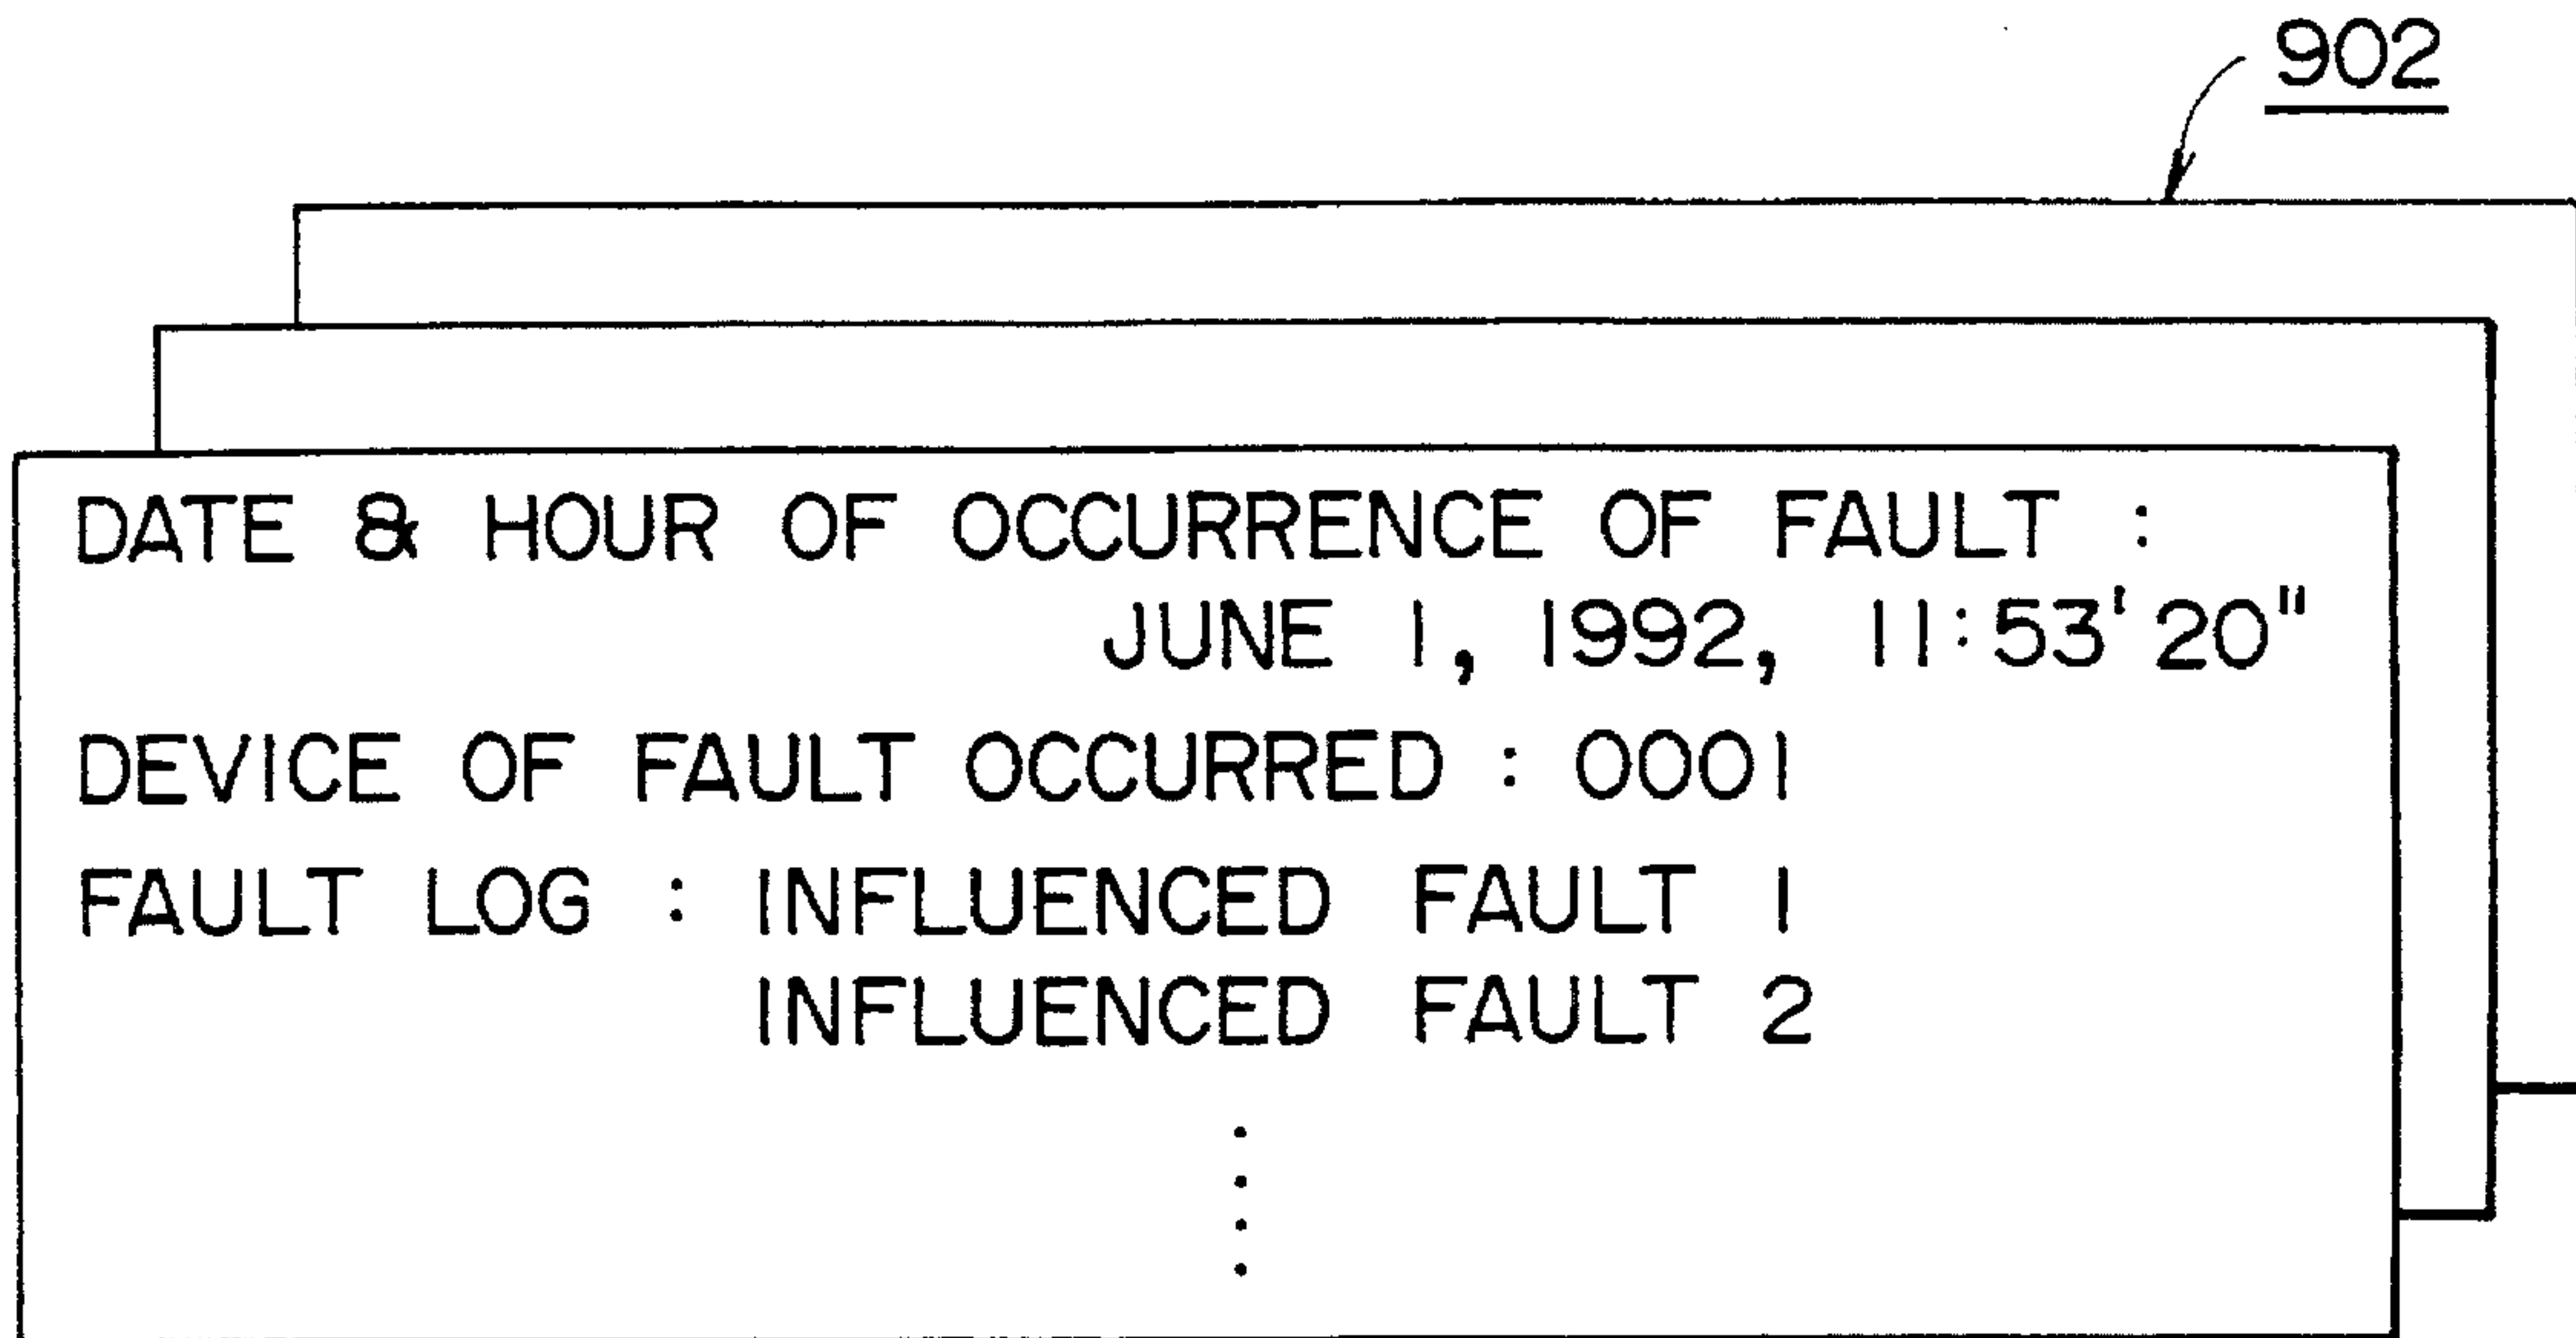 902
DATE & HOUR OF OCCURRENCE OF FAULT :
JUNE 1, 1992, 11:53'20"
DEVICE OF FAULT OCCURRED : 0001
FAULT LOG : INFLUENCED FAULT 1
INFLUENCED FAULT 2